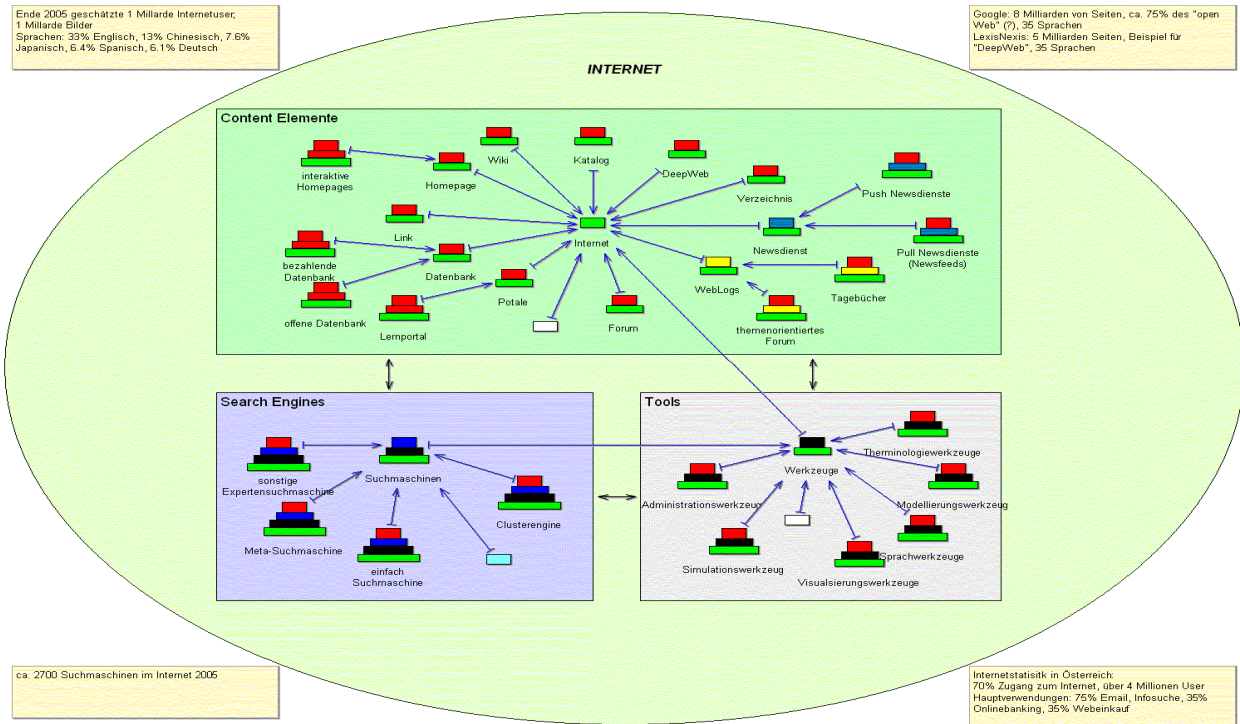 Ende 2005 geschätzte 1 Millarde Internetuser,
1 Millarde Bilder
Sprachen: 33% Englisch, 13% Chinesisch, 7.6%
Japanisch, 6.4% Spanisch, 6.1% Deutsch
Google: 8 Milliarden von Seiten, ca. 75% des "open
Web" (?), 35 Sprachen
LexisNexis: 5 Milliarden Seiten, Beispiel für
"DeepWeb", 35 Sprachen
INTERNET
Content Elemente
interaktive
Homepages
Homepage
Wiki
Katalog
DeepWeb
Verzeichnis
Push Newsdienste
Link
Internet
Newsdienst
Pull Newsdienste
(Newsfeeds)
bezahlende
Datenbank
Datenbank
Potale
WebLogs
Tagebücher
offene Datenbank
Lernportal
Forum
themenorientiertes
Forum
Search Engines
sonstige
Expertensuchmaschine
Suchmaschinen
Clusterengine
Meta-Suchmaschine
einfach
Suchmaschine
Tools
Therminologiewerkzeuge
Werkzeuge
Administrationswerkzeug
Modellierungswerkzeug
Simulationswerkzeug
Sprachwerkzeuge
Visualsierungswerkzeuge
ca. 2700 Suchmaschinen im Internet 2005
Internetstatisitk in Österreich:
70% Zugang zum Internet, über 4 Millionen User
Hauptverwendungen: 75% Email, Infosuche, 35%
Onlinebanking, 35% Webeinkauf